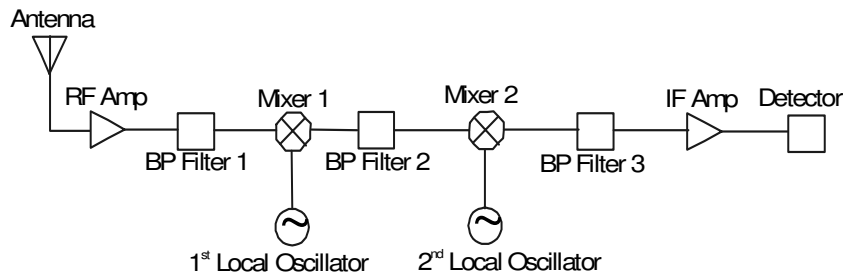 Antenna
RF Amp
Mixer 1
Mixer 2
IF Amp
Detector
BP Filter 1
BP Filter 2
BP Filter 3
1st Local Oscillator
2nd Local Oscillator